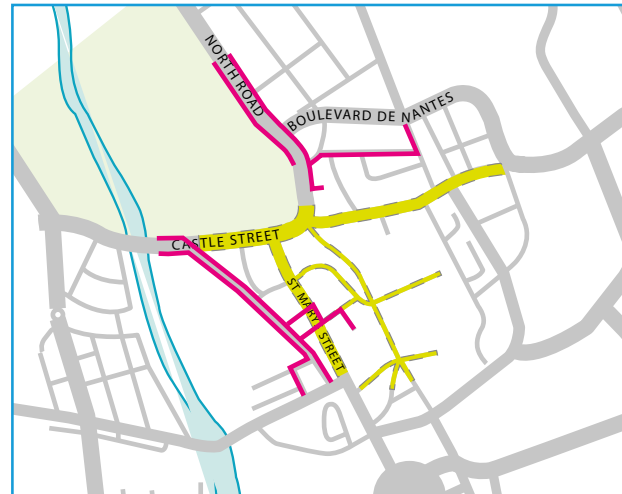 NORTH ROAD
BOULEVARD DE NANTES
CASTLE STREET
ST MARY STREET